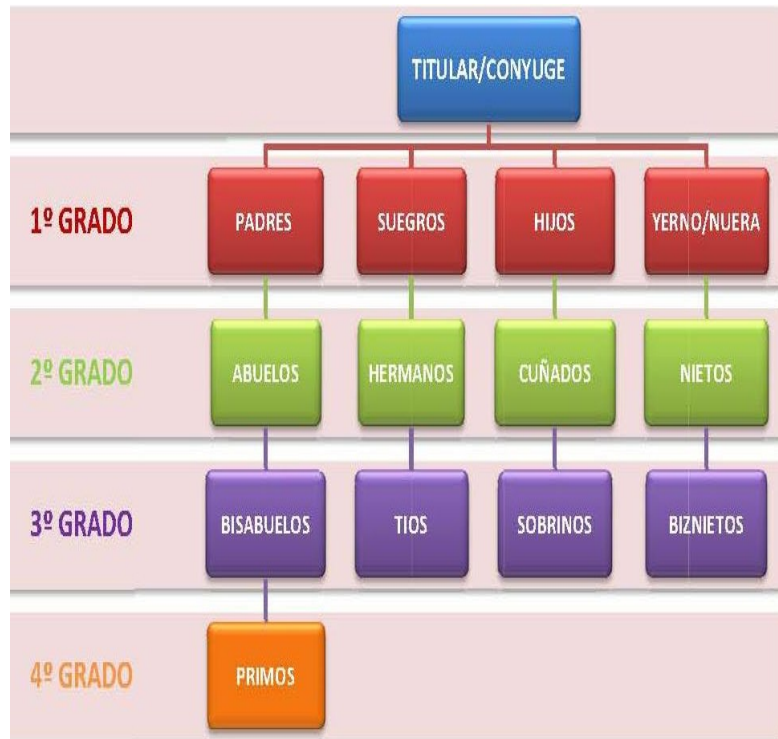 TITULAR/CONYUGE
1º GRADO
PADRES
SUEGROS
HIJOS
YERNO/NUERA
2º GRADO
ABUELOS
HERMANOS
CUÑADOS
NIETOS
3º GRADO
BISABUELOS
TIOS
SOBRINOS
BIZNIETOS
4º GRADO
PRIMOS